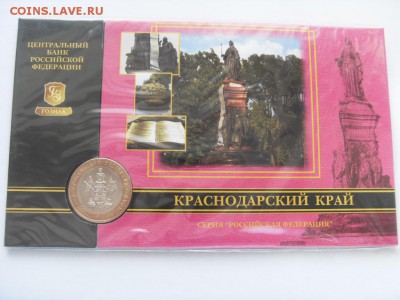 COINS.LAVE.RU
ЦЕНТРАЛЬНЫЙ
БАНК
РОССИЙСКОЙ
ФЕДЕРАЦИИ
ГОЗНАК
КРАСНОДАРСКИЙ КРАЙ
СЕРИЯ "РОССИЙСКАЯ ФЕДЕРАЦИЯ"